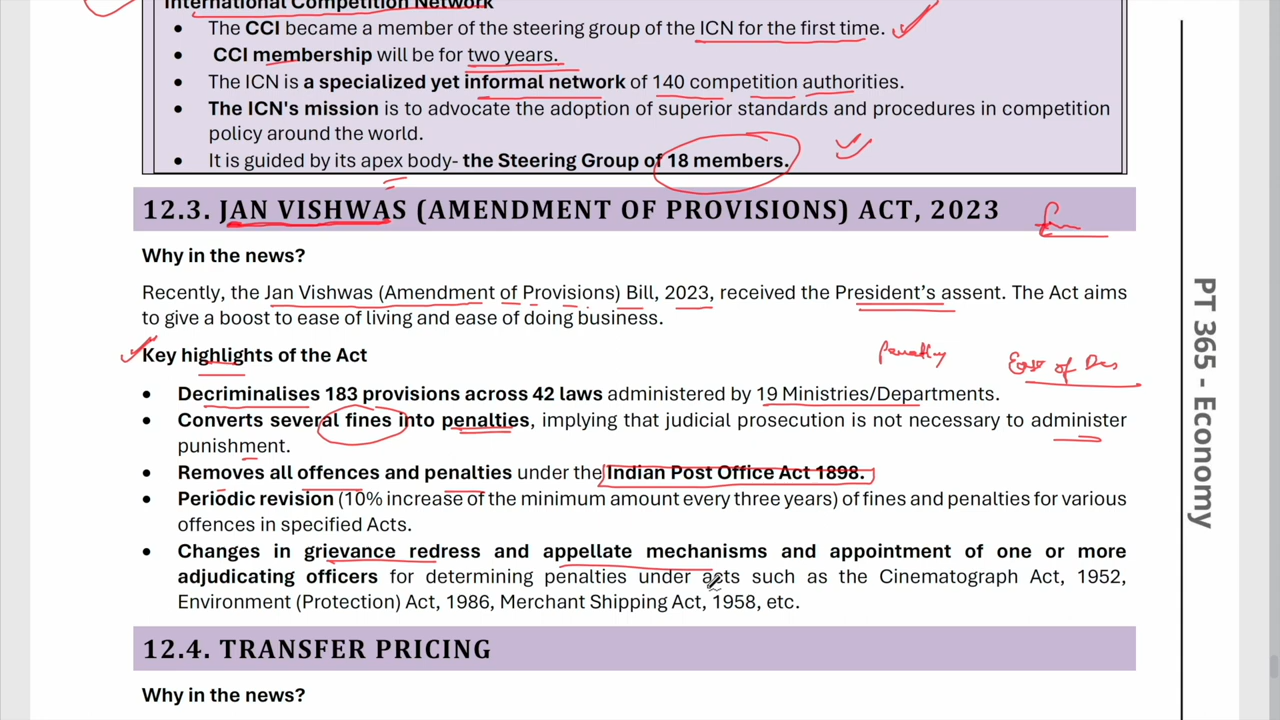 International Competition Network
• The CCI became a member of the steering group of the ICN for the first time.
• CCI membership will be for two years.
• The ICN is a specialized yet informal network of 140 competition authorities.
• The ICN's mission is to advocate the adoption of superior standards and procedures in competition
policy around the world.
• It is guided by its apex body- the Steering Group of 18 members.
12.3. JAN VISHWAS (AMENDMENT OF PROVISIONS) ACT, 2023
Why in the news?
Recently, the Jan Vishwas (Amendment of Provisions) Bill, 2023, received the President's assent. The Act aims
to give a boost to ease of living and ease of doing business.
Key highlights of the Act
Penalty
• Decriminalises 183 provisions across 42 laws administered by 19 Ministries/Departments.
• Converts several fines into penalties, implying that judicial prosecution is not necessary to administer
punishment.
• Removes all offences and penalties under the Indian Post Office Act 1898.
• Periodic revision (10% increase of the minimum amount every three years) of fines and penalties for various
offences in specified Acts.
• Changes in grievance redress and appellate mechanisms and appointment of one or more
adjudicating officers for determining penalties under acts such as the Cinematograph Act, 1952,
Environment (Protection) Act, 1986, Merchant Shipping Act, 1958, etc.
12.4. TRANSFER PRICING
Why in the news?
PT 365 - Economy